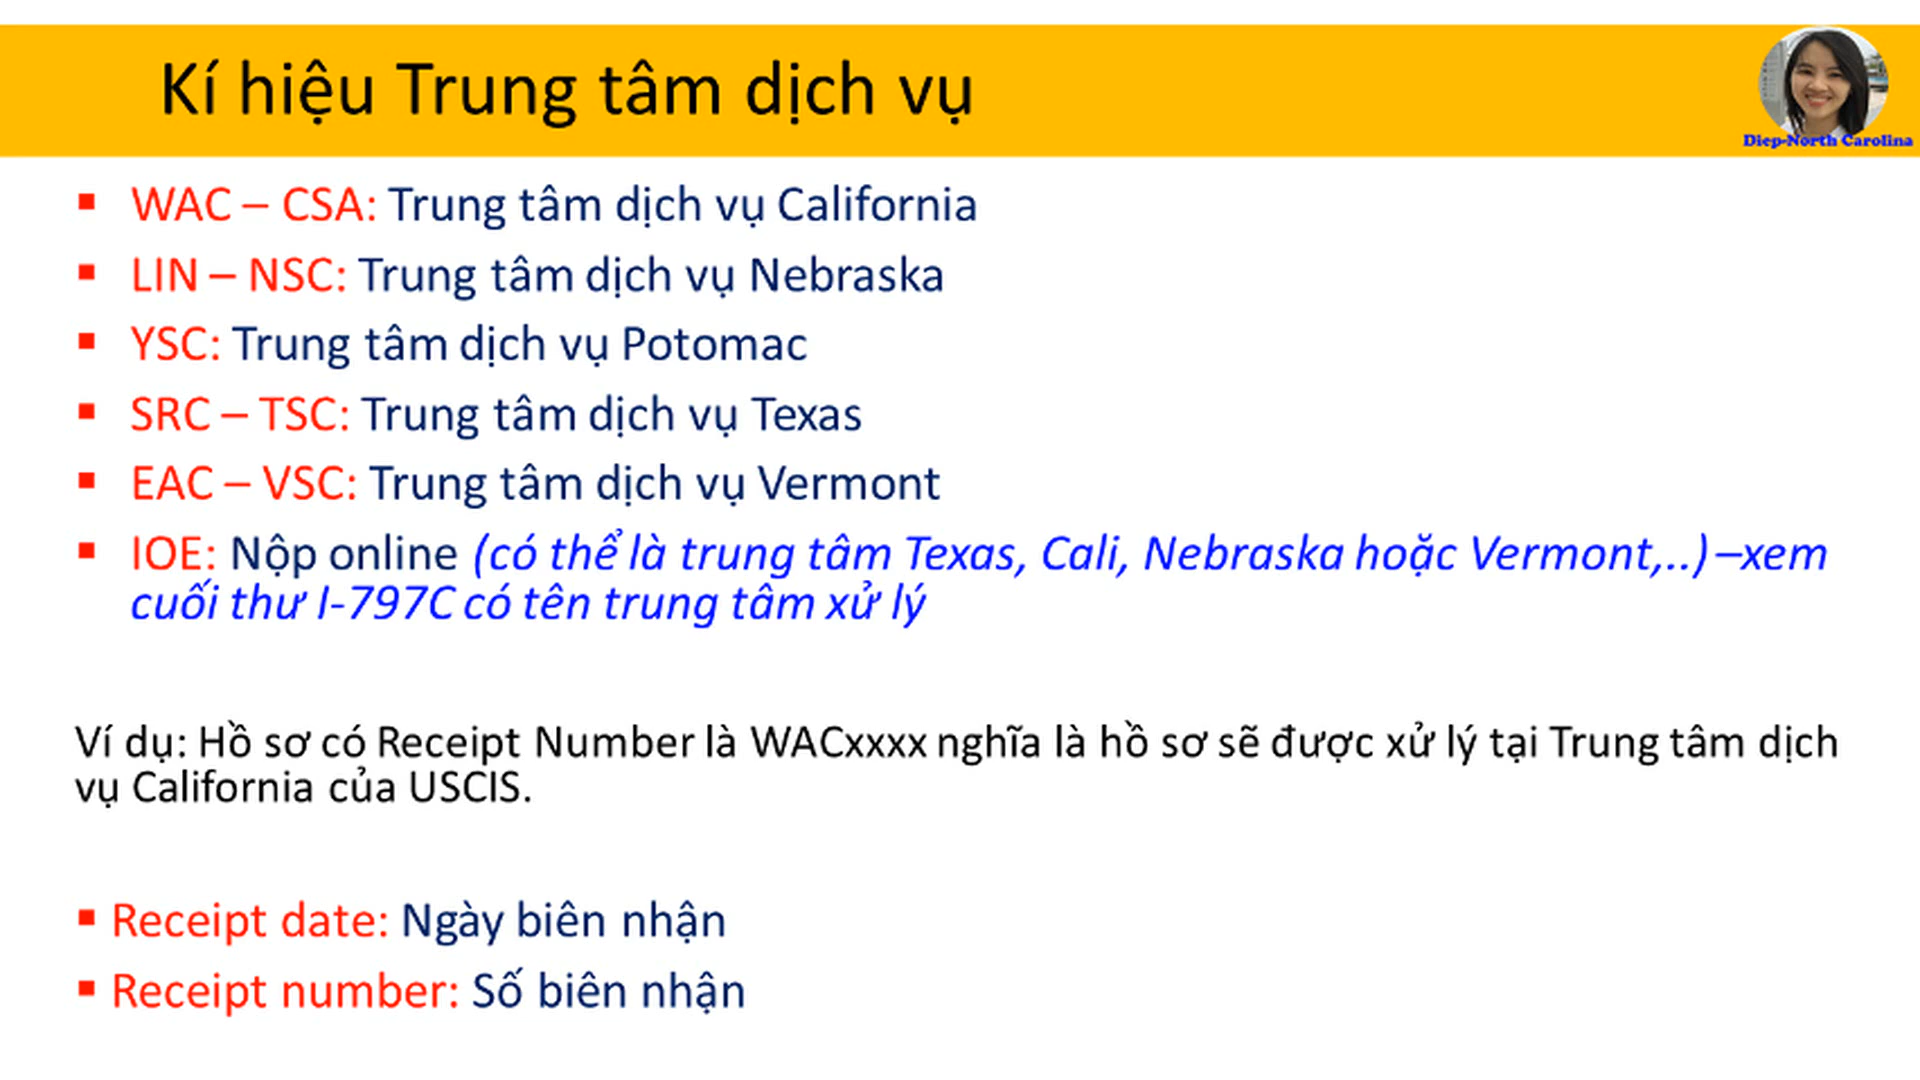 Kí hiệu Trung tâm dịch vụ
Diep-North Carolina
▪ WAC – CSA: Trung tâm dịch vụ California
▪ LIN – NSC: Trung tâm dịch vụ Nebraska
▪ YSC: Trung tâm dịch vụ Potomac
▪ SRC – TSC: Trung tâm dịch vụ Texas
▪ EAC – VSC: Trung tâm dịch vụ Vermont
▪ IOE: Nộp online (có thể là trung tâm Texas, Cali, Nebraska hoặc Vermont,..) –xem
cuối thư I-797C có tên trung tâm xử lý
Ví dụ: Hồ sơ có Receipt Number là WACxxxx nghĩa là hồ sơ sẽ được xử lý tại Trung tâm dịch
vụ California của USCIS.
▪ Receipt date: Ngày biên nhận
▪ Receipt number: Số biên nhận